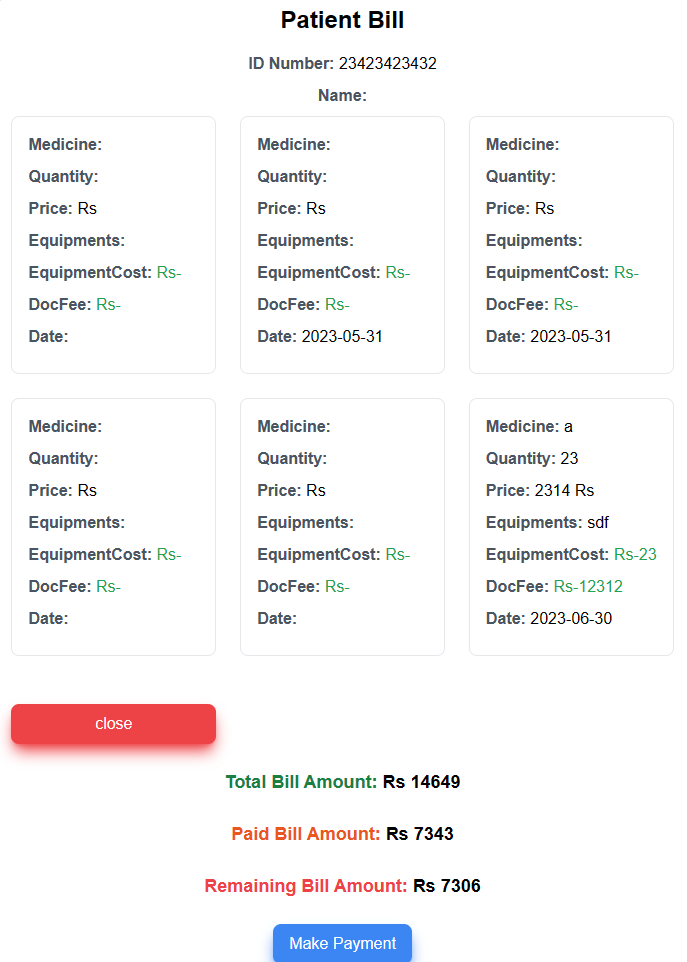 Patient Bill
ID Number: 23423423432
Name:
Medicine:
Quantity:
Price: Rs
Equipments:
EquipmentCost: Rs-
DocFee: Rs-
Date:
Medicine:
Quantity:
Price: Rs
Equipments:
EquipmentCost: Rs-
DocFee: Rs-
Date: 2023-05-31
Medicine:
Quantity:
Price: Rs
Equipments:
EquipmentCost: Rs-
DocFee: Rs-
Date: 2023-05-31
Medicine:
Quantity:
Price: Rs
Equipments:
EquipmentCost: Rs-
DocFee: Rs-
Date:
Medicine:
Quantity:
Price: Rs
Equipments:
EquipmentCost: Rs-
DocFee: Rs-
Date:
Medicine: a
Quantity: 23
Price: 2314 Rs
Equipments: sdf
EquipmentCost: Rs-23
DocFee: Rs-12312
Date: 2023-06-30
close
Total Bill Amount: Rs 14649
Paid Bill Amount: Rs 7343
Remaining Bill Amount: Rs 7306
Make Payment